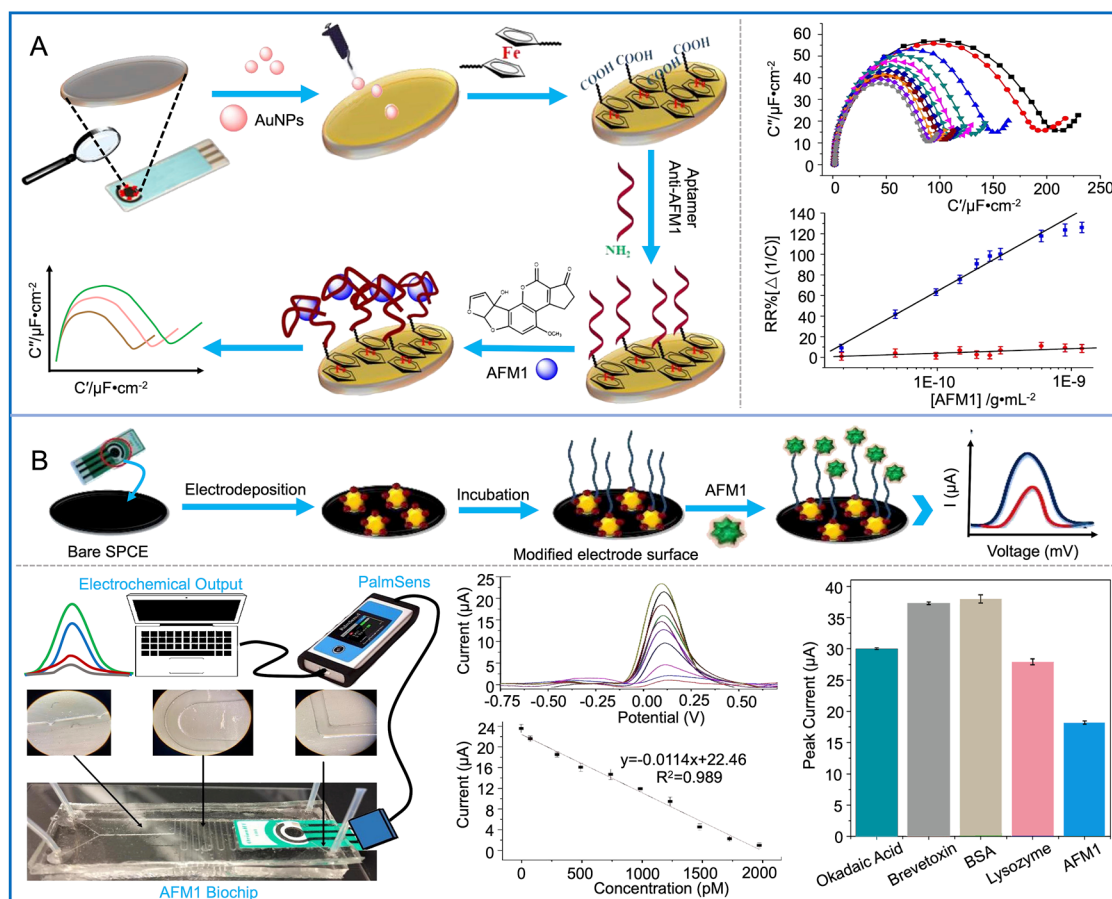 A
AuNPs
Fe
COOH COOH COOH COOH
Aptamer
Anti-AFM1
NH2
AFM1
O
O
O
OH
O
O
OCH3
C″/µF•cm-2
C′/µF•cm-2
60
50
40
30
20
10
0
0 50 100 150 200 250
C″/µF•cm-2
C′/µF•cm-2
140
120
100
80
60
40
20
0
RR%[△(1/C)]
1E-10 1E-9
[AFM1] /g•mL-2
B
Bare SPCE
Electrodeposition
Incubation
Modified electrode surface
AFM1
I (µA)
Voltage (mV)
Electrochemical Output
PalmSens
AFM1 Biochip
25
20
15
10
5
0
Current (µA)
-0.75 -0.50 -0.25 0.00 0.25 0.50
Potential (V)
24
20
16
12
8
4
0
Current (µA)
y=-0.0114x+22.46
R2=0.989
0 500 1000 1500 2000
Concentration (pM)
40
35
30
25
20
15
10
5
0
Peak Current (µA)
Okadaic Acid
Brevetoxin
BSA
Lysozyme
AFM1